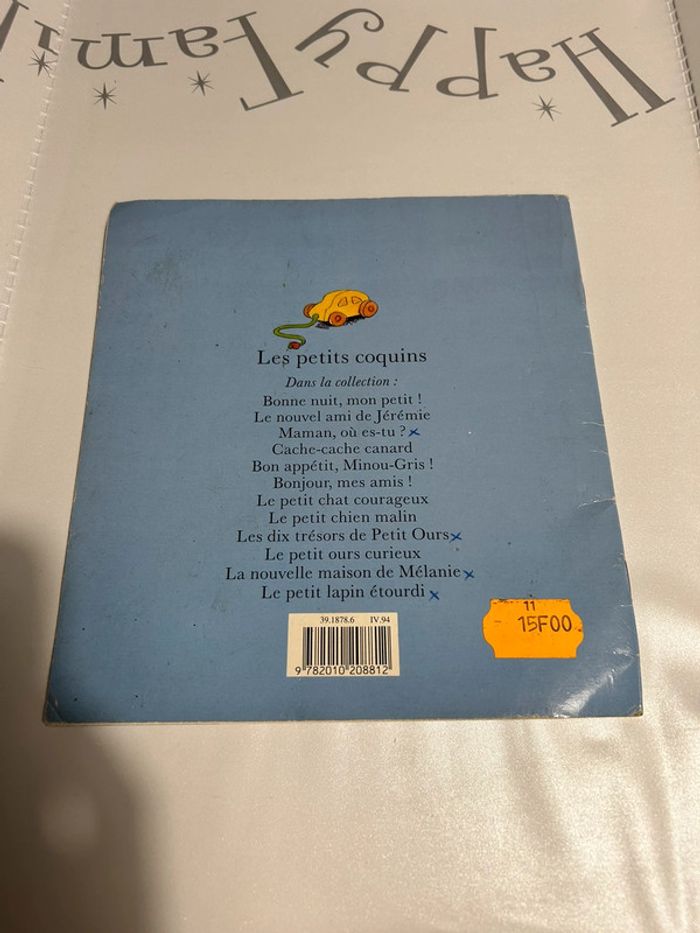 Happy Famil
Les petits coquins
Dans la collection :
Bonne nuit, mon petit !
Le nouvel ami de Jérémie
Maman, où es-tu ?
Cache-cache canard
Bon appétit, Minou-Gris !
Bonjour, mes amis !
Le petit chat courageux
Le petit chien malin
Les dix trésors de Petit Ours
Le petit ours curieux
La nouvelle maison de Mélanie
Le petit lapin étourdi
39.1878.6 IV.94
9 782010 208812
11
15F00